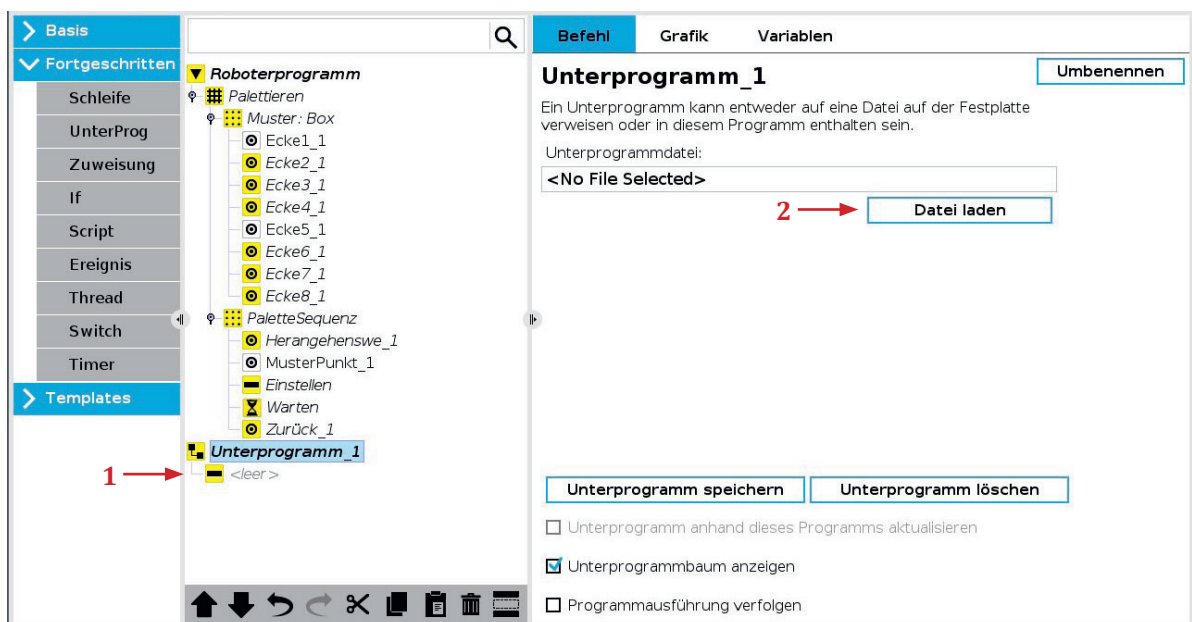 Basis
Fortgeschritten
Schleife
UnterProg
Zuweisung
If
Script
Ereignis
Thread
Switch
Timer
Templates
Roboterprogramm
Palettieren
Muster: Box
Ecke1_1
Ecke2_1
Ecke3_1
Ecke4_1
Ecke5_1
Ecke6_1
Ecke7_1
Ecke8_1
PaletteSequenz
Herangehenswe_1
MusterPunkt_1
Einstellen
Warten
Zurück_1
Unterprogramm_1
1
<leer>
Befehl Grafik Variablen
Unterprogramm_1
Umbenennen
Ein Unterprogramm kann entweder auf eine Datei auf der Festplatte
verweisen oder in diesem Programm enthalten sein.
Unterprogrammdatei:
<No File Selected>
2
Datei laden
Unterprogramm speichern Unterprogramm löschen
Unterprogramm anhand dieses Programms aktualisieren
Unterprogrammbaum anzeigen
Programmausführung verfolgen